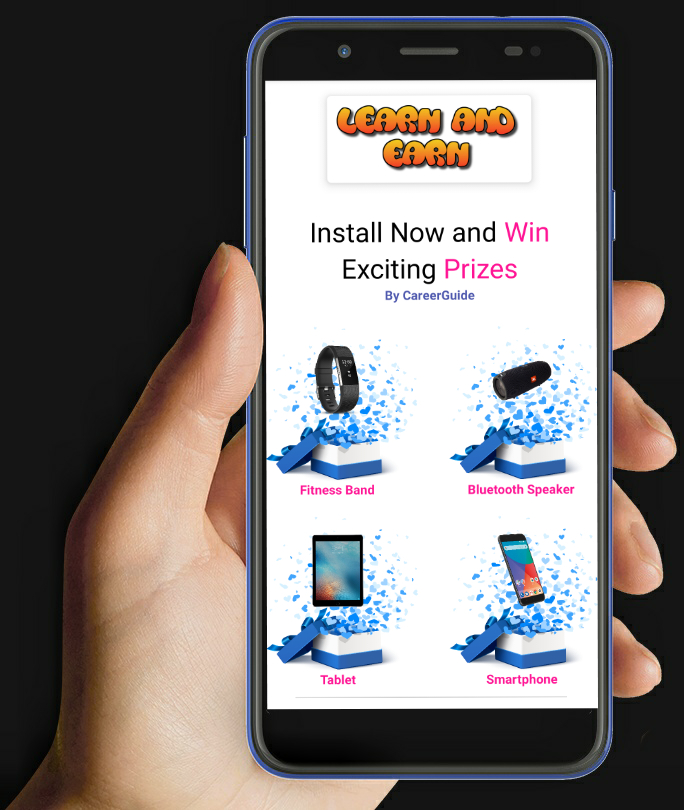 LEARN AND
EARN
Install Now and Win
Exciting Prizes
By CareerGuide
Fitness Band
Bluetooth Speaker
Tablet
Smartphone